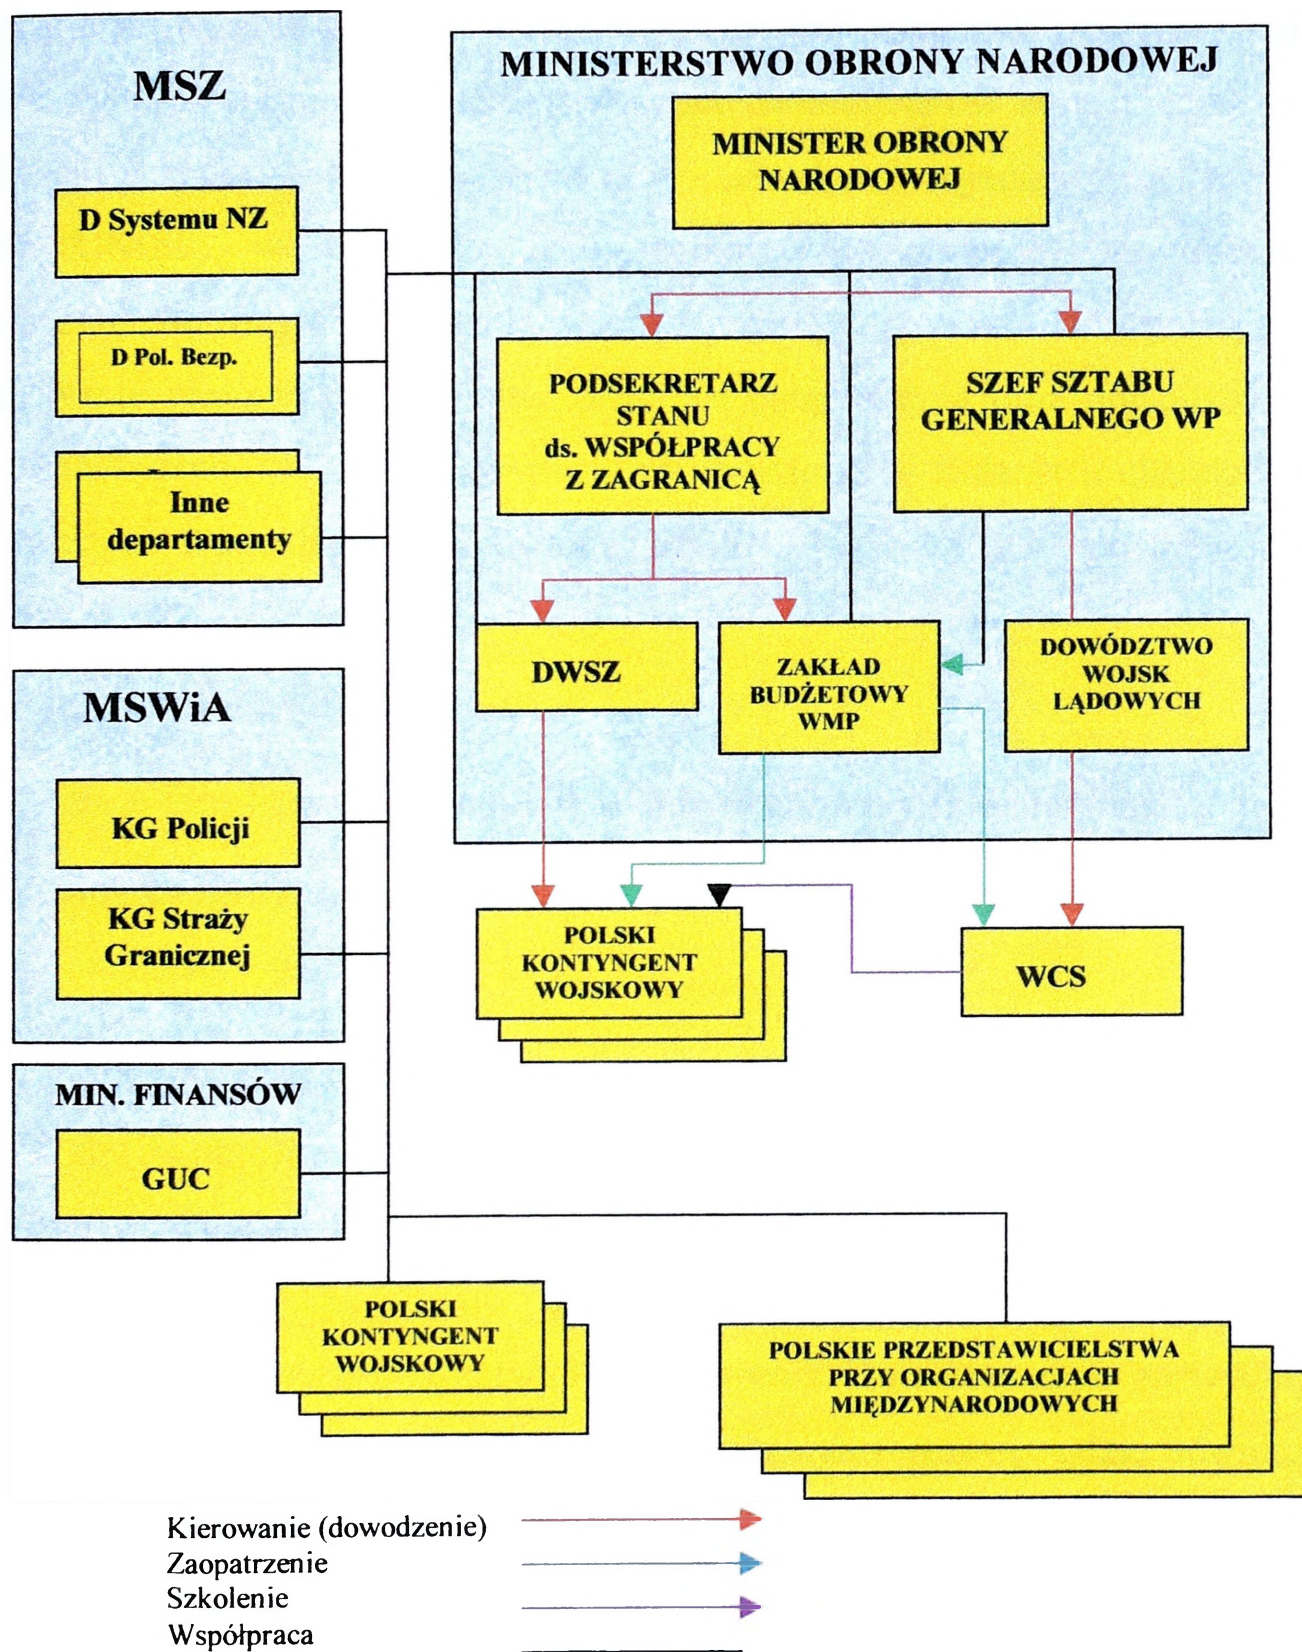 MSZ
D Systemu NZ
D Pol. Bezp.
Inne
departamenty
MSWiA
KG Policji
KG Straży
Granicznej
MIN. FINANSÓW
GUC
MINISTERSTWO OBRONY NARODOWEJ
MINISTER OBRONY
NARODOWEJ
PODSEKRETARZ
STANU
ds. WSPÓŁPRACY
Z ZAGRANICĄ
SZEF SZTABU
GENERALNEGO WP
DWSZ
ZAKŁAD
BUDŻETOWY
WMP
DOWÓDZTWO
WOJSK
LĄDOWYCH
POLSKI
KONTYNGENT
WOJSKOWY
WCS
POLSKI
KONTYNGENT
WOJSKOWY
POLSKIE PRZEDSTAWICIELSTWA
PRZY ORGANIZACJACH
MIĘDZYNARODOWYCH
Kierowanie (dowodzenie)
Zaopatrzenie
Szkolenie
Współpraca